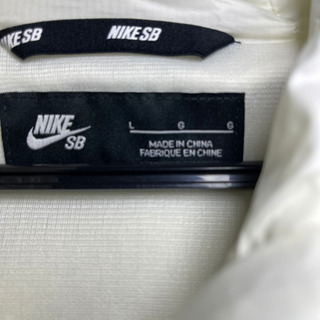 NIKE SB NIKE SB
NIKE
SB
L G G
MADE IN CHINA
FABRIQUE EN CHINE